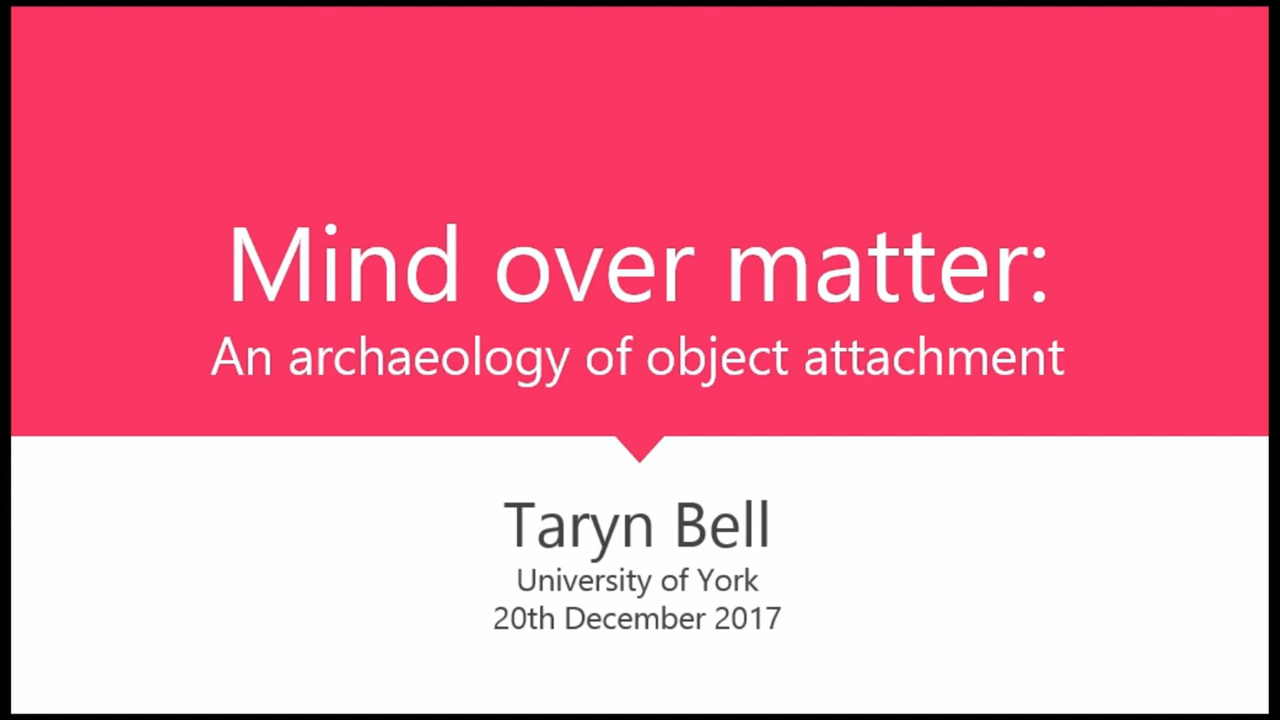 Mind over matter:
An archaeology of object attachment
Taryn Bell
University of York
20th December 2017